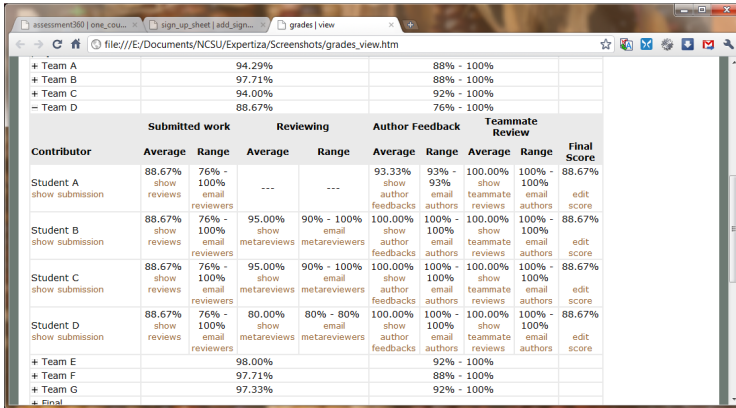 assessment360 | one_cou...
sign_up_sheet | add_sign...
grades | view
file:///E:/Documents/NCSU/Expertiza/Screenshots/grades_view.htm
+ Team A 94.29% 88% - 100%
+ Team B 97.71% 88% - 100%
+ Team C 94.00% 92% - 100%
− Team D 88.67% 76% - 100%
Submitted work Reviewing Author Feedback Teammate
Review
Contributor Average Range Average Range Average Range Average Range Final
Score
88.67% 76% - 93.33% 93% - 100.00% 100% - 88.67%
Student A show 100% --- --- show 93% show 100%
show submission reviews email author email teammate email edit
reviewers feedbacks authors reviews authors score
88.67% 76% - 95.00% 90% - 100% 100.00% 100% - 100.00% 100% - 88.67%
Student B show 100% show email show 100% show 100%
show submission reviews email metareviews metareviewers author email teammate email edit
reviewers feedbacks authors reviews authors score
88.67% 76% - 95.00% 90% - 100% 100.00% 100% - 100.00% 100% - 88.67%
Student C show 100% show email show 100% show 100%
show submission reviews email metareviews metareviewers author email teammate email edit
reviewers feedbacks authors reviews authors score
88.67% 76% - 80.00% 80% - 80% 100.00% 100% - 100.00% 100% - 88.67%
Student D show 100% show email show 100% show 100%
show submission reviews email metareviews metareviewers author email teammate email edit
reviewers feedbacks authors reviews authors score
+ Team E 98.00% 92% - 100%
+ Team F 97.71% 88% - 100%
+ Team G 97.33% 92% - 100%
+ Final